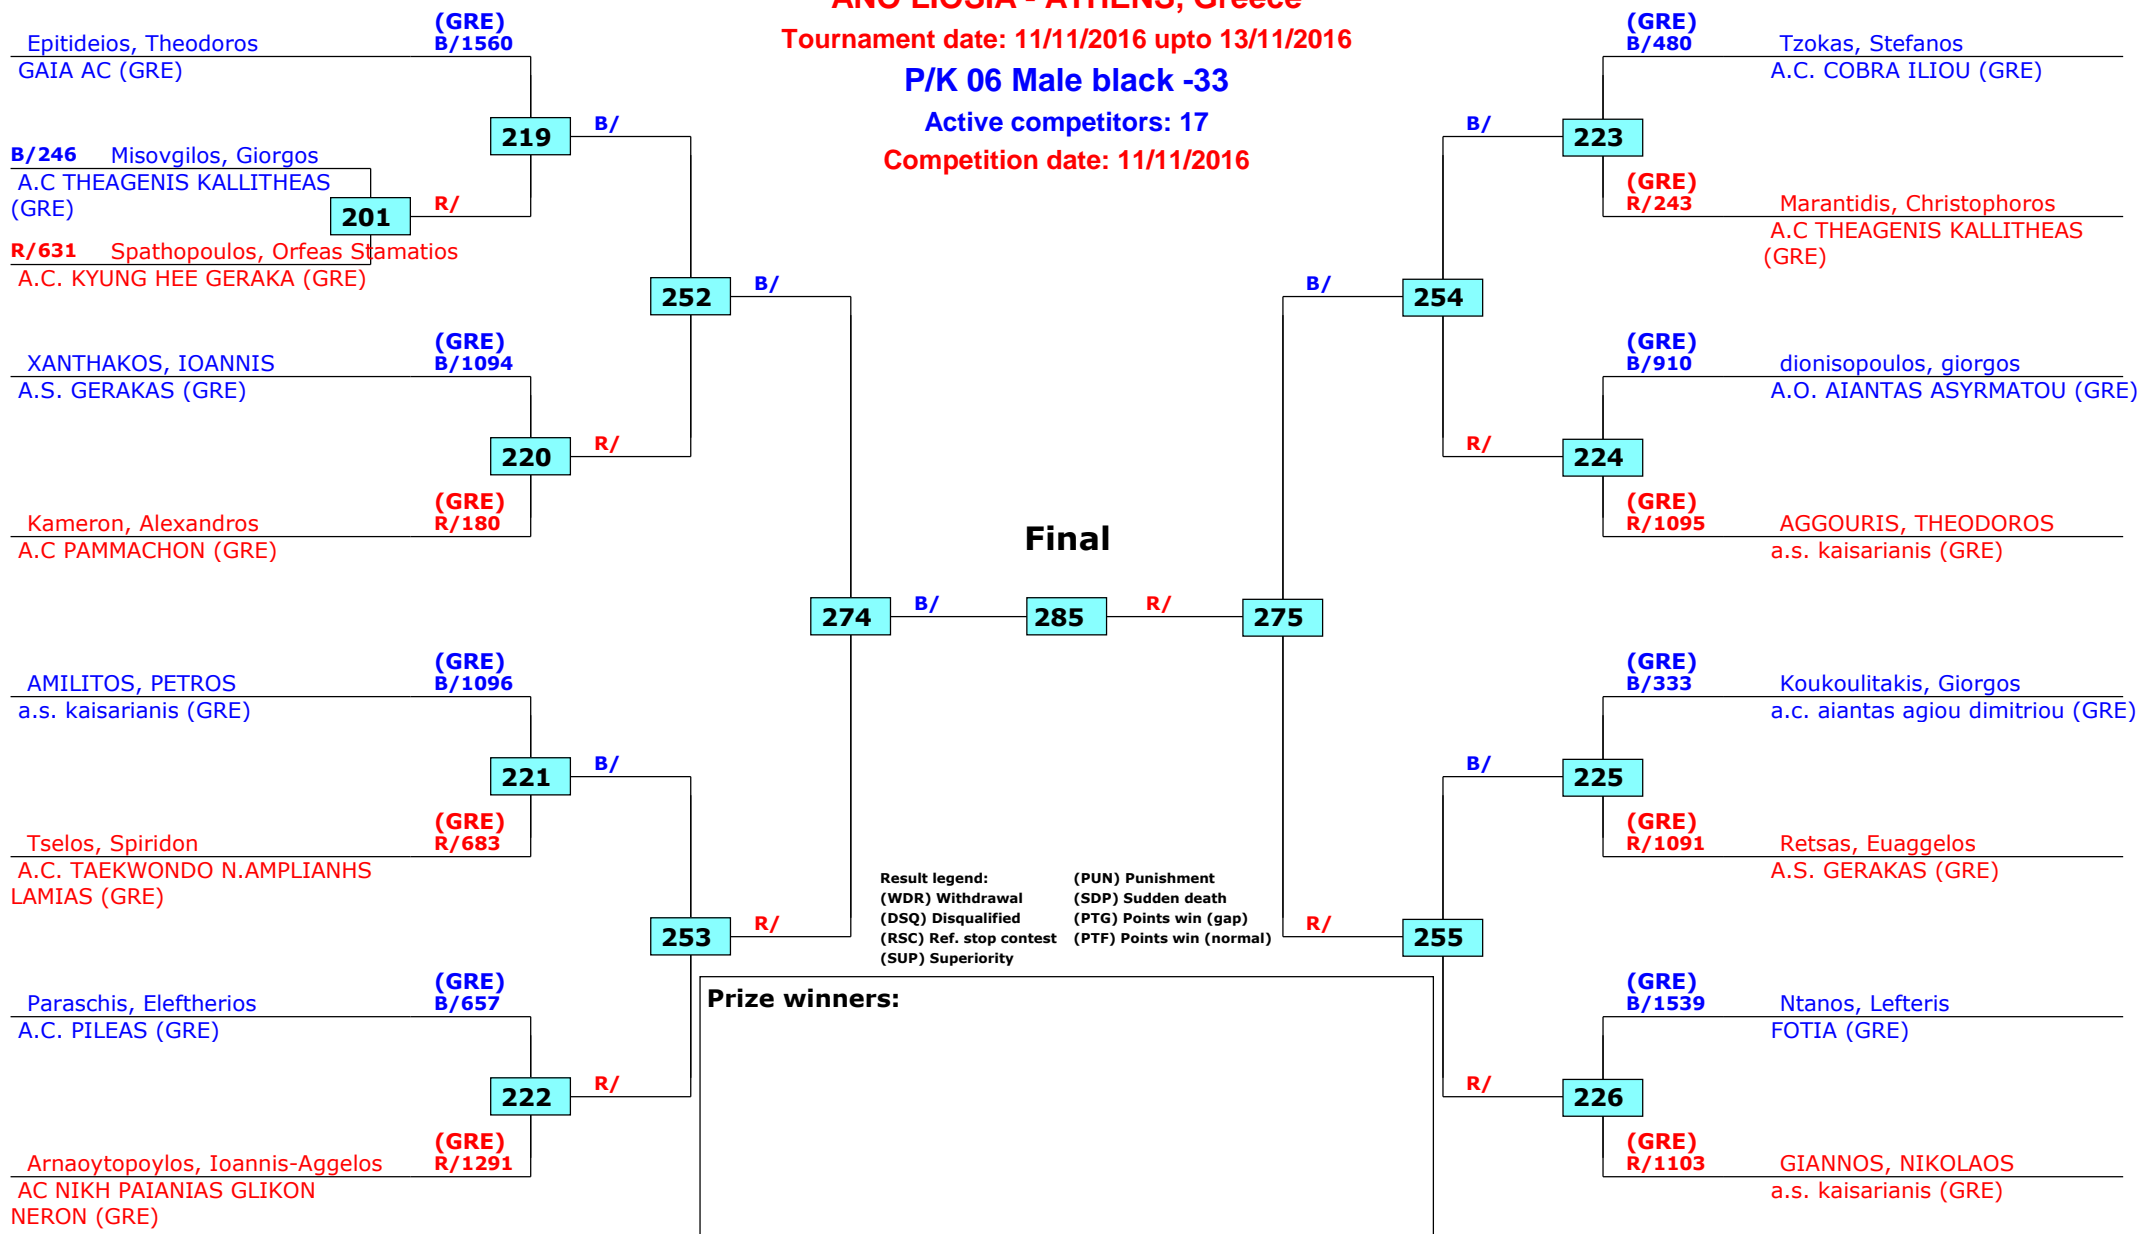 ANO LIOSIA - ATHENS, Greece
Tournament date: 11/11/2016 upto 13/11/2016
P/K 06 Male black -33
Active competitors: 17
Competition date: 11/11/2016
(GRE)
Epitideios, Theodoros B/1560
GAIA AC (GRE)
219
B/
B/246 Misovgilos, Giorgos
A.C THEAGENIS KALLITHEAS
(GRE)
201
R/
R/631 Spathopoulos, Orfeas Stamatios
A.C. KYUNG HEE GERAKA (GRE)
252
B/
(GRE)
XANTHAKOS, IOANNIS B/1094
A.S. GERAKAS (GRE)
220
R/
(GRE)
Kameron, Alexandros R/180
A.C PAMMACHON (GRE)
Final
274
B/
285
R/
275
(GRE)
AMILITOS, PETROS B/1096
a.s. kaisarianis (GRE)
221
B/
(GRE)
Tselos, Spiridon R/683
A.C. TAEKWONDO N.AMPLIANHS
LAMIAS (GRE)
253
R/
(GRE)
Paraschis, Eleftherios B/657
A.C. PILEAS (GRE)
222
R/
(GRE)
Arnaoytopoylos, Ioannis-Aggelos R/1291
AC NIKH PAIANIAS GLIKON
NERON (GRE)
Result legend: (PUN) Punishment
(WDR) Withdrawal (SDP) Sudden death
(DSQ) Disqualified (PTG) Points win (gap)
(RSC) Ref. stop contest (PTF) Points win (normal)
(SUP) Superiority
Prize winners:
(GRE)
B/480 Tzokas, Stefanos
A.C. COBRA ILIOU (GRE)
B/
223
(GRE)
R/243 Marantidis, Christophoros
A.C THEAGENIS KALLITHEAS
(GRE)
B/
254
(GRE)
B/910 dionisopoulos, giorgos
A.O. AIANTAS ASYRMATOU (GRE)
R/
224
(GRE)
R/1095 AGGOURIS, THEODOROS
a.s. kaisarianis (GRE)
(GRE)
B/333 Koukoulitakis, Giorgos
a.c. aiantas agiou dimitriou (GRE)
B/
225
(GRE)
R/1091 Retsas, Euaggelos
A.S. GERAKAS (GRE)
R/
255
(GRE)
B/1539 Ntanos, Lefteris
FOTIA (GRE)
R/
226
(GRE)
R/1103 GIANNOS, NIKOLAOS
a.s. kaisarianis (GRE)